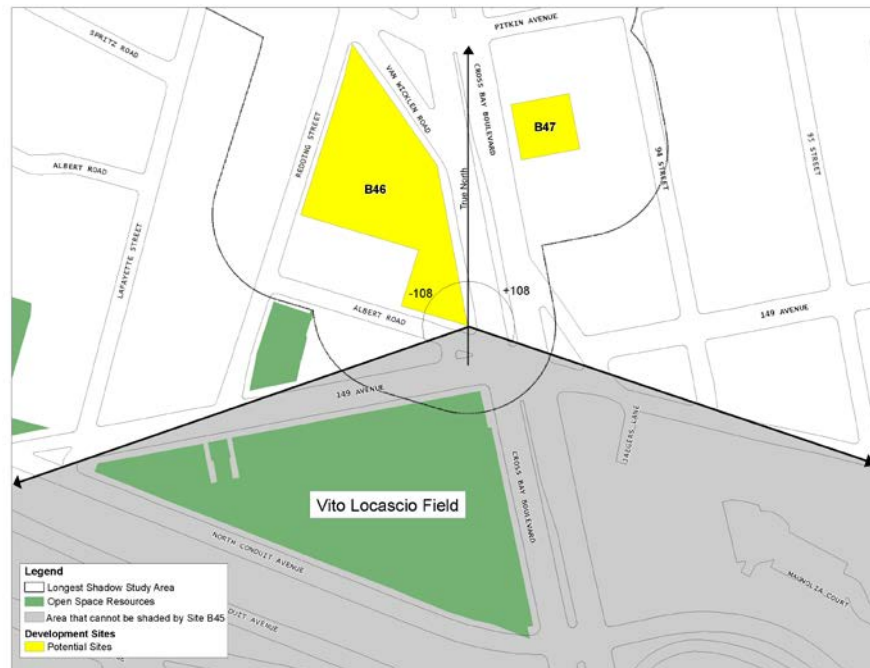 PITKIN AVENUE
SPRITZ ROAD
VAN WICKLEN ROAD
CROSS BAY BOULEVARD
REDDING STREET
B47
94 STREET
95 STREET
ALBERT ROAD
B46
True North
LAFAYETTE STREET
-108
+108
ALBERT ROAD
149 AVENUE
149 AVENUE
JAEGERS LANE
CROSS BAY BOULEVARD
Vito Locascio Field
NORTH CONDUIT AVENUE
MAGNOLIA COURT
Legend
Longest Shadow Study Area
Open Space Resources
Area that cannot be shaded by Site B45
Development Sites
Potential Sites
DUIT AVENUE